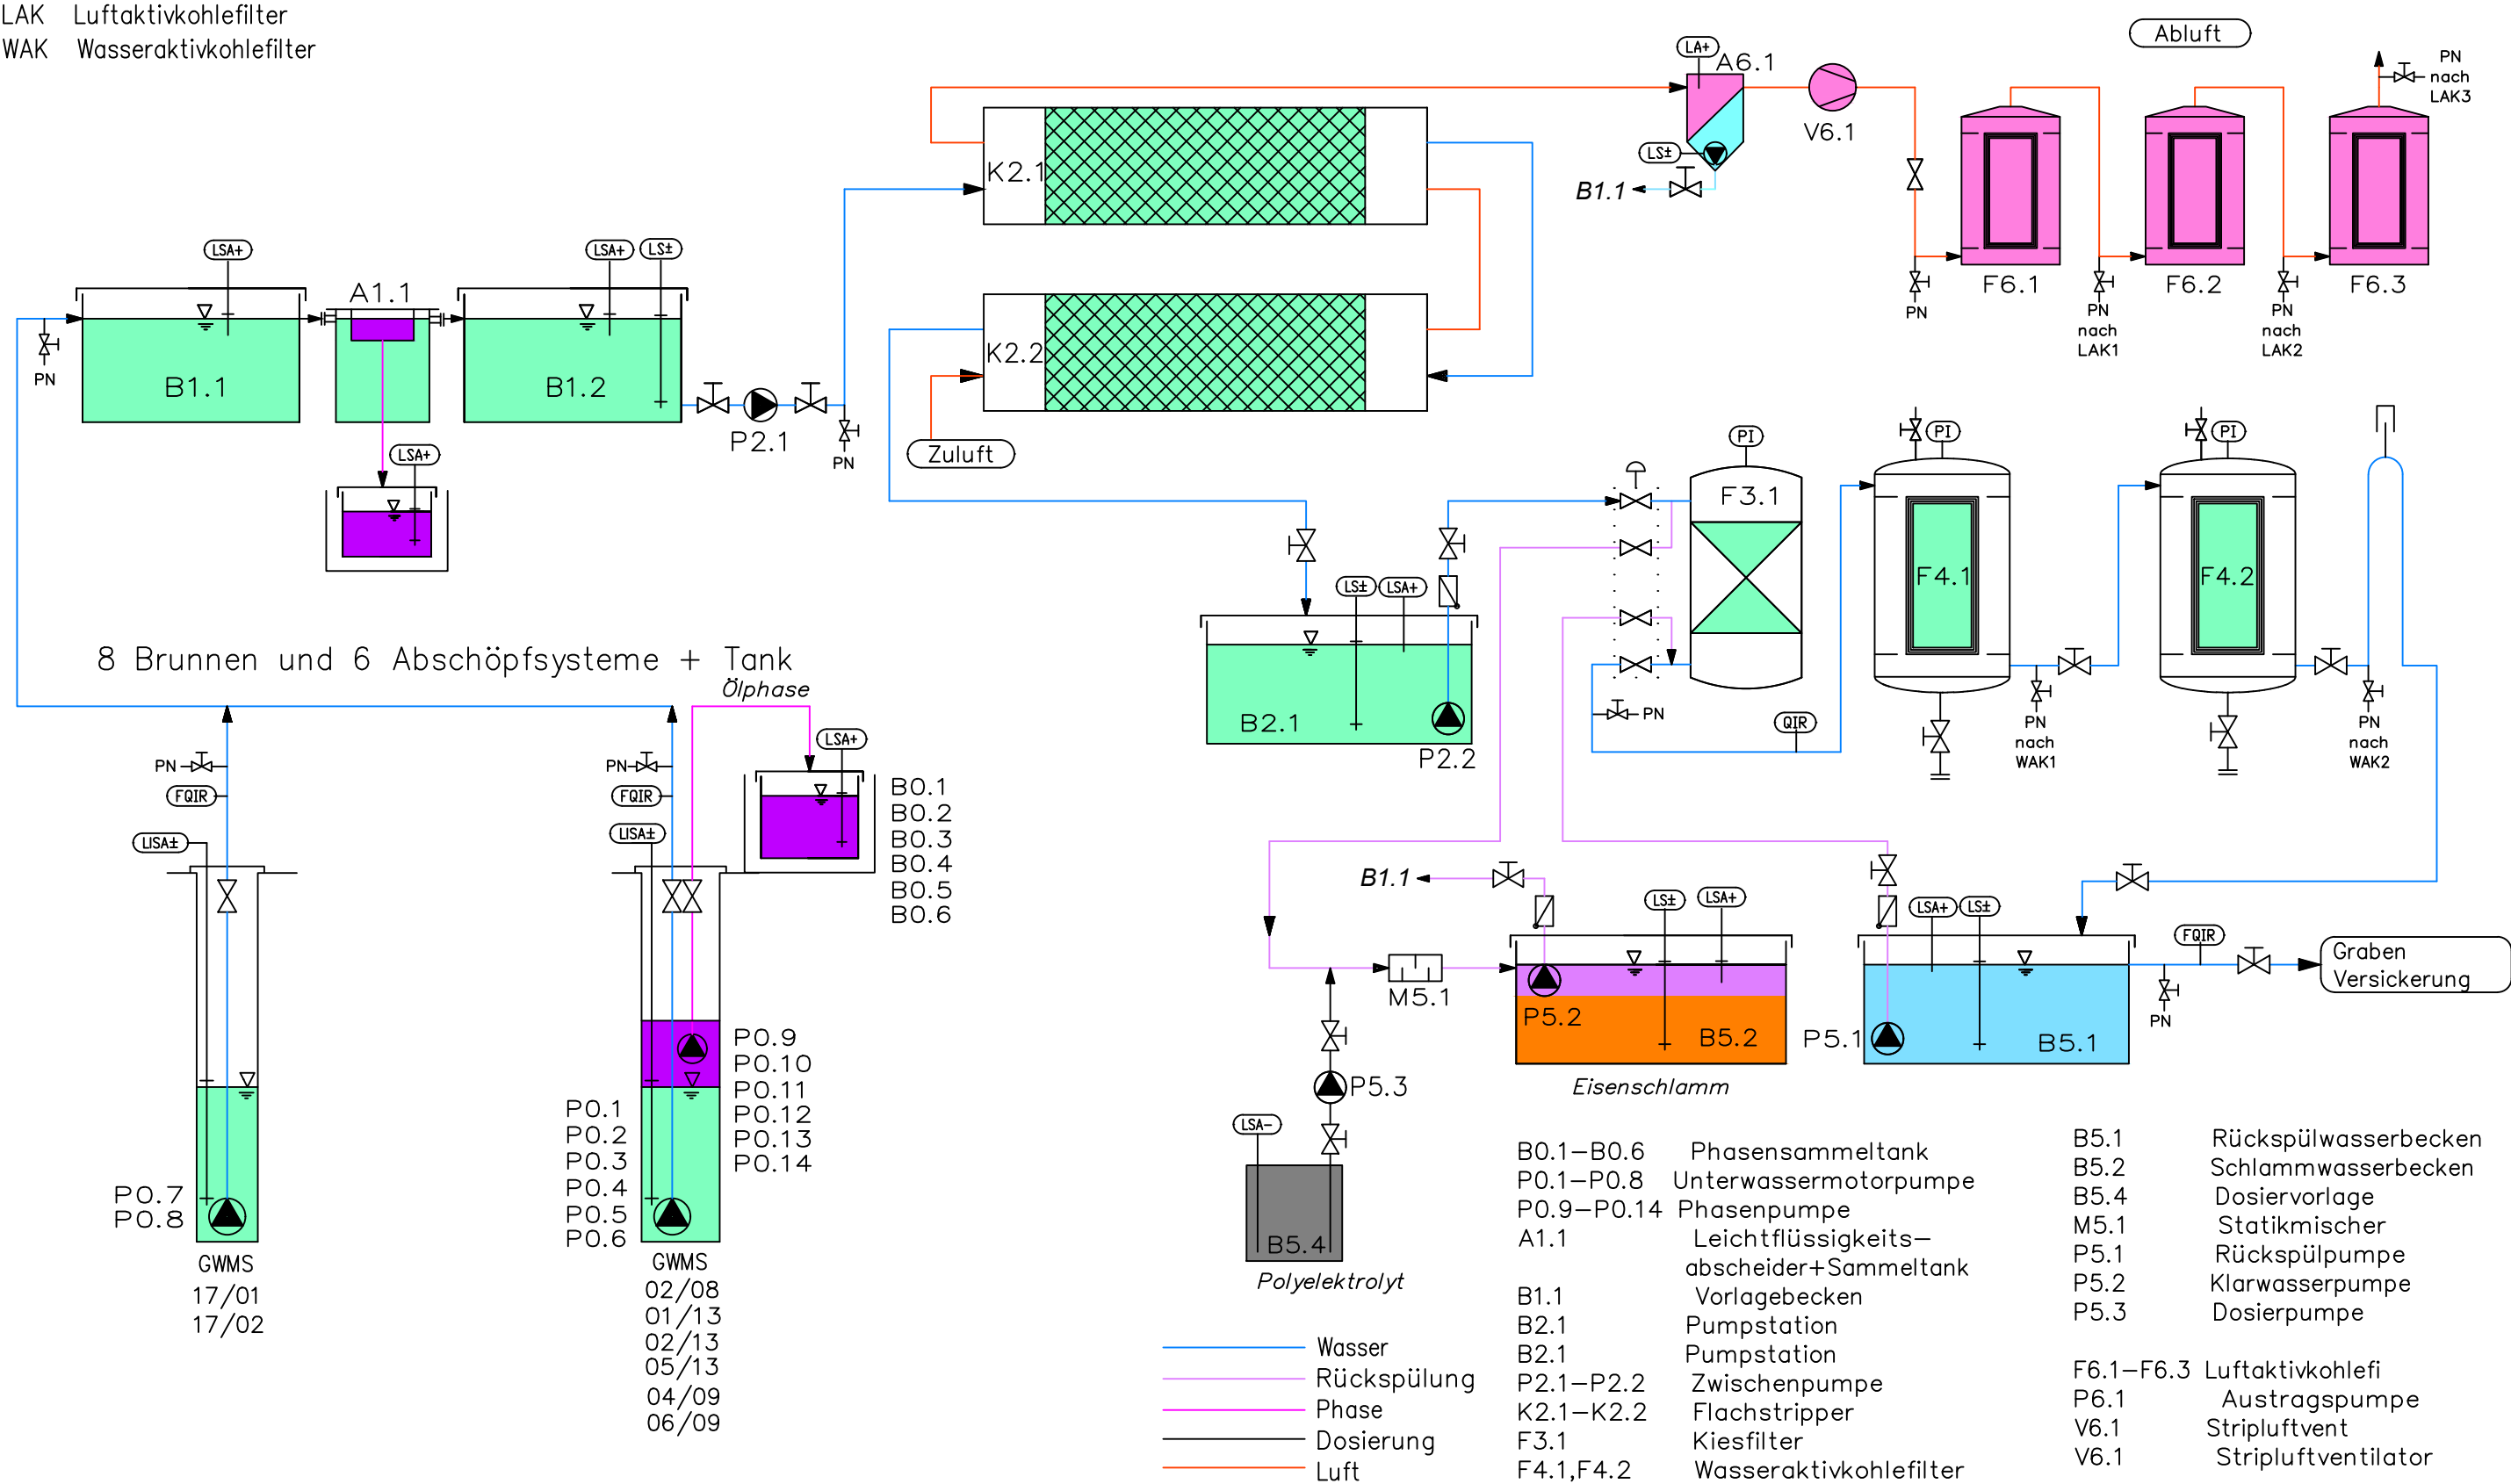 LAK Luftaktivkohlefilter
WAK Wasseraktivkohlefilter
Abluft
LA+
A6.1
V6.1
LS±
B1.1
PN
nach
LAK3
F6.1
F6.2
F6.3
PN
PN
nach
LAK1
PN
nach
LAK2
K2.1
K2.2
Zuluft
LSA+
LSA+
LS±
A1.1
B1.1
B1.2
PN
P2.1
PN
LSA+
PI
F3.1
PI
F4.1
PI
F4.2
LS±
LSA+
B2.1
P2.2
PN
QIR
PN
nach
WAK1
PN
nach
WAK2
8 Brunnen und 6 Abschöpfsysteme + Tank
Ölphase
LSA+
PN
FQIR
LISA±
PN
FQIR
LISA±
B0.1
B0.2
B0.3
B0.4
B0.5
B0.6
P0.9
P0.10
P0.11
P0.12
P0.13
P0.14
P0.1
P0.2
P0.3
P0.4
P0.5
P0.6
P0.7
P0.8
GWMS
17/01
17/02
GWMS
02/08
01/13
02/13
05/13
04/09
06/09
B1.1
LS±
LSA+
M5.1
P5.2
B5.2
Eisenschlamm
P5.3
LSA-
B5.4
Polyelektrolyt
LSA+
LS±
P5.1
B5.1
FQIR
PN
Graben
Versickerung
Wasser
Rückspülung
Phase
Dosierung
Luft
B0.1-B0.6 Phasensammeltank
P0.1-P0.8 Unterwassermotorpumpe
P0.9-P0.14 Phasenpumpe
A1.1 Leichtflüssigkeits-
abscheider+Sammeltank
B1.1 Vorlagebecken
B2.1 Pumpstation
B2.1 Pumpstation
P2.1-P2.2 Zwischenpumpe
K2.1-K2.2 Flachstripper
F3.1 Kiesfilter
F4.1,F4.2 Wasseraktivkohlefilter
B5.1 Rückspülwasserbecken
B5.2 Schlammwasserbecken
B5.4 Dosiervorlage
M5.1 Statikmischer
P5.1 Rückspülpumpe
P5.2 Klarwasserpumpe
P5.3 Dosierpumpe
F6.1-F6.3 Luftaktivkohlefi
P6.1 Austragspumpe
V6.1 Stripluftvent
V6.1 Stripluftventilator